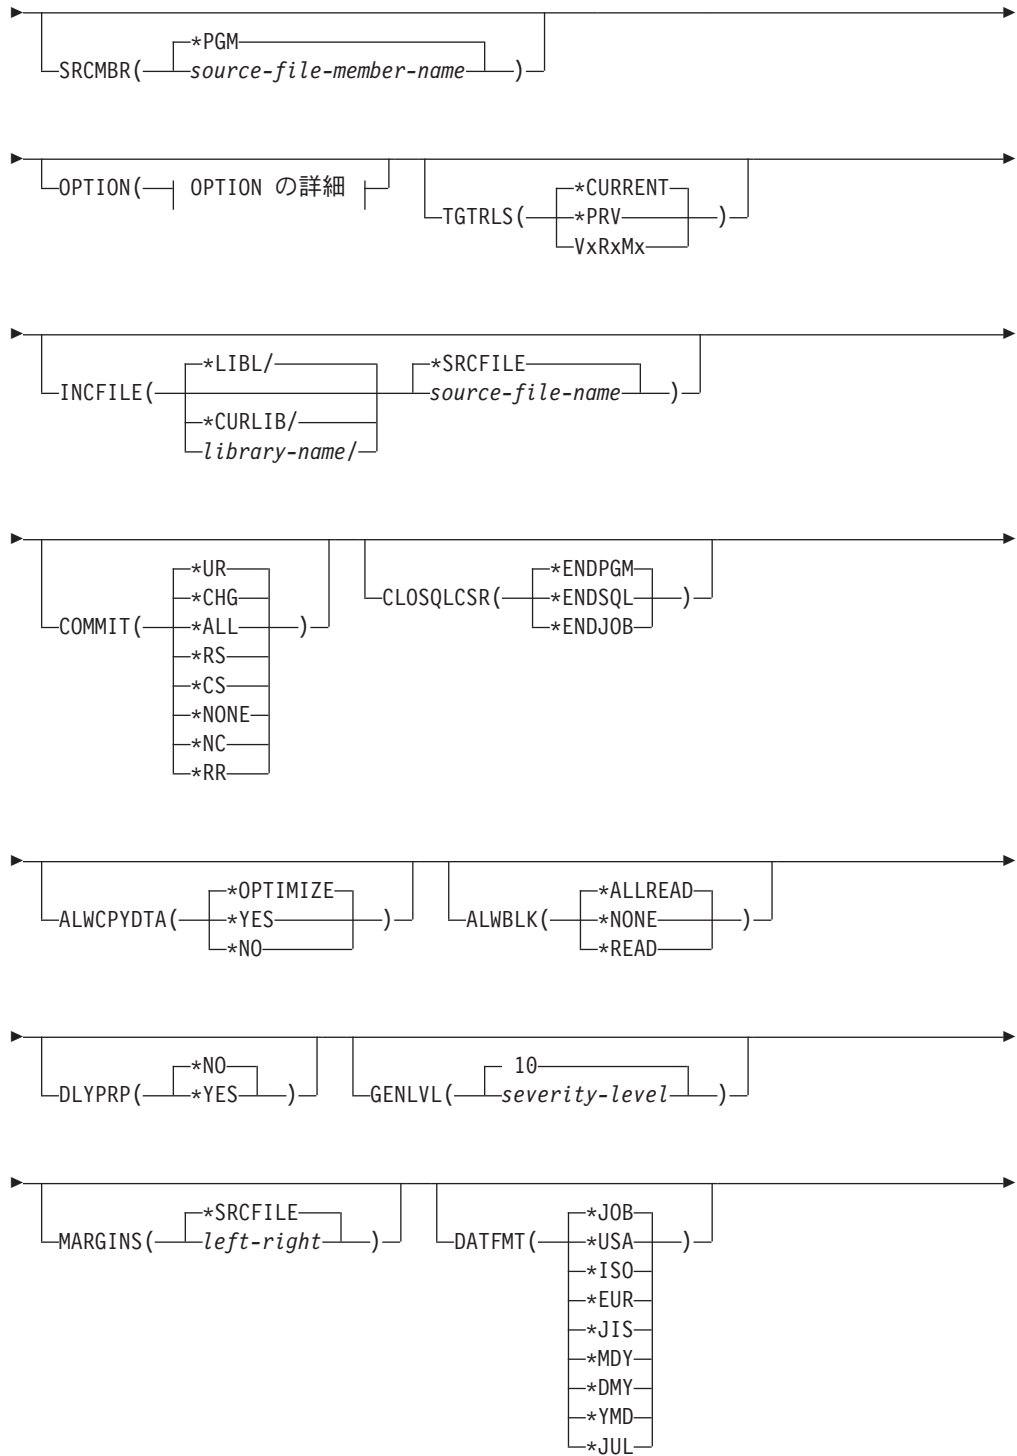 *PGM
SRCMBR( source-file-member-name )
OPTION( OPTION の詳細 )
*CURRENT
TGTRLS( *PRV )
VxRxMx
*LIBL/ *SRCFILE
INCFILE( source-file-name )
*CURLIB/
library-name/
*UR
*CHG
COMMIT( *ALL )
*RS
*CS
*NONE
*NC
*RR
*ENDPGM
CLOSQLCSR( *ENDSQL )
*ENDJOB
*OPTIMIZE
ALWCPYDTA( *YES )
*NO
*ALLREAD
ALWBLK( *NONE )
*READ
*NO
DLYPRP( *YES )
10
GENLVL( severity-level )
*SRCFILE
MARGINS( left-right )
*JOB
DATFMT( *USA )
*ISO
*EUR
*JIS
*MDY
*DMY
*YMD
*JUL